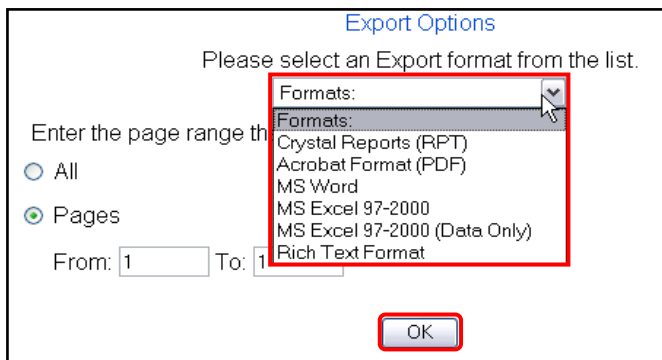 Export Options
Please select an Export format from the list.
Formats:
Formats:
Crystal Reports (RPT)
Acrobat Format (PDF)
MS Word
MS Excel 97-2000
MS Excel 97-2000 (Data Only)
Rich Text Format
Enter the page range
All
Pages
From: 1 To: 1
OK